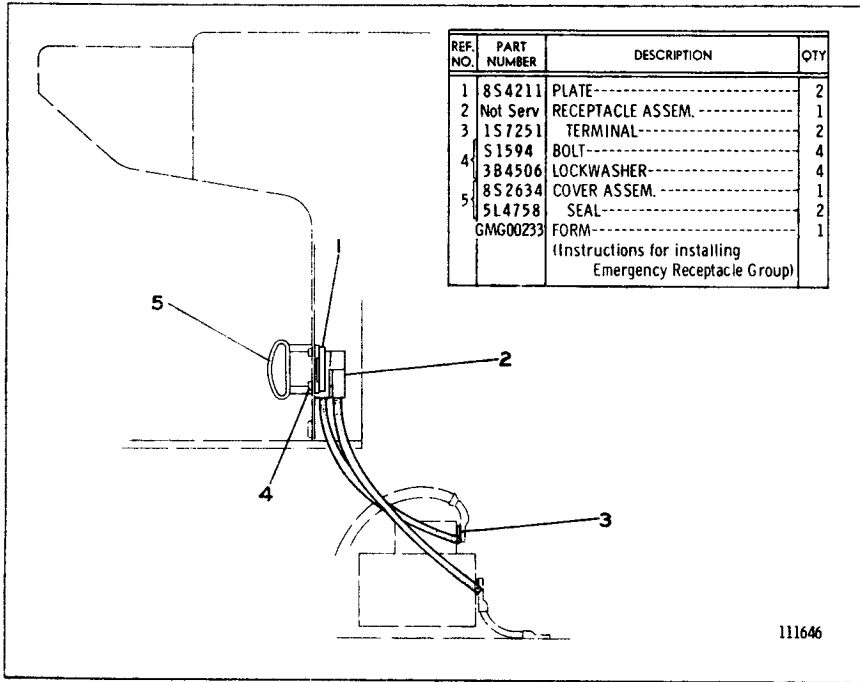 REF. NO. PART NUMBER DESCRIPTION QTY
1 8S4211 PLATE 2
2 Not Serv RECEPTACLE ASSEM. 1
3 1S7251 TERMINAL 2
4 S1594 BOLT 4
3B4506 LOCKWASHER 4
5 8S2634 COVER ASSEM. 1
5L4758 SEAL 2
GMG00233 FORM 1
(Instructions for installing
Emergency Receptacle Group)
1
5
2
4
3
111646